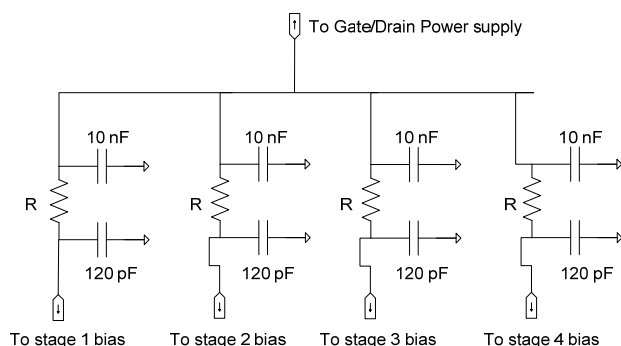 To Gate/Drain Power supply
10 nF 10 nF 10 nF 10 nF
R R R R
120 pF 120 pF 120 pF 120 pF
To stage 1 bias To stage 2 bias To stage 3 bias To stage 4 bias